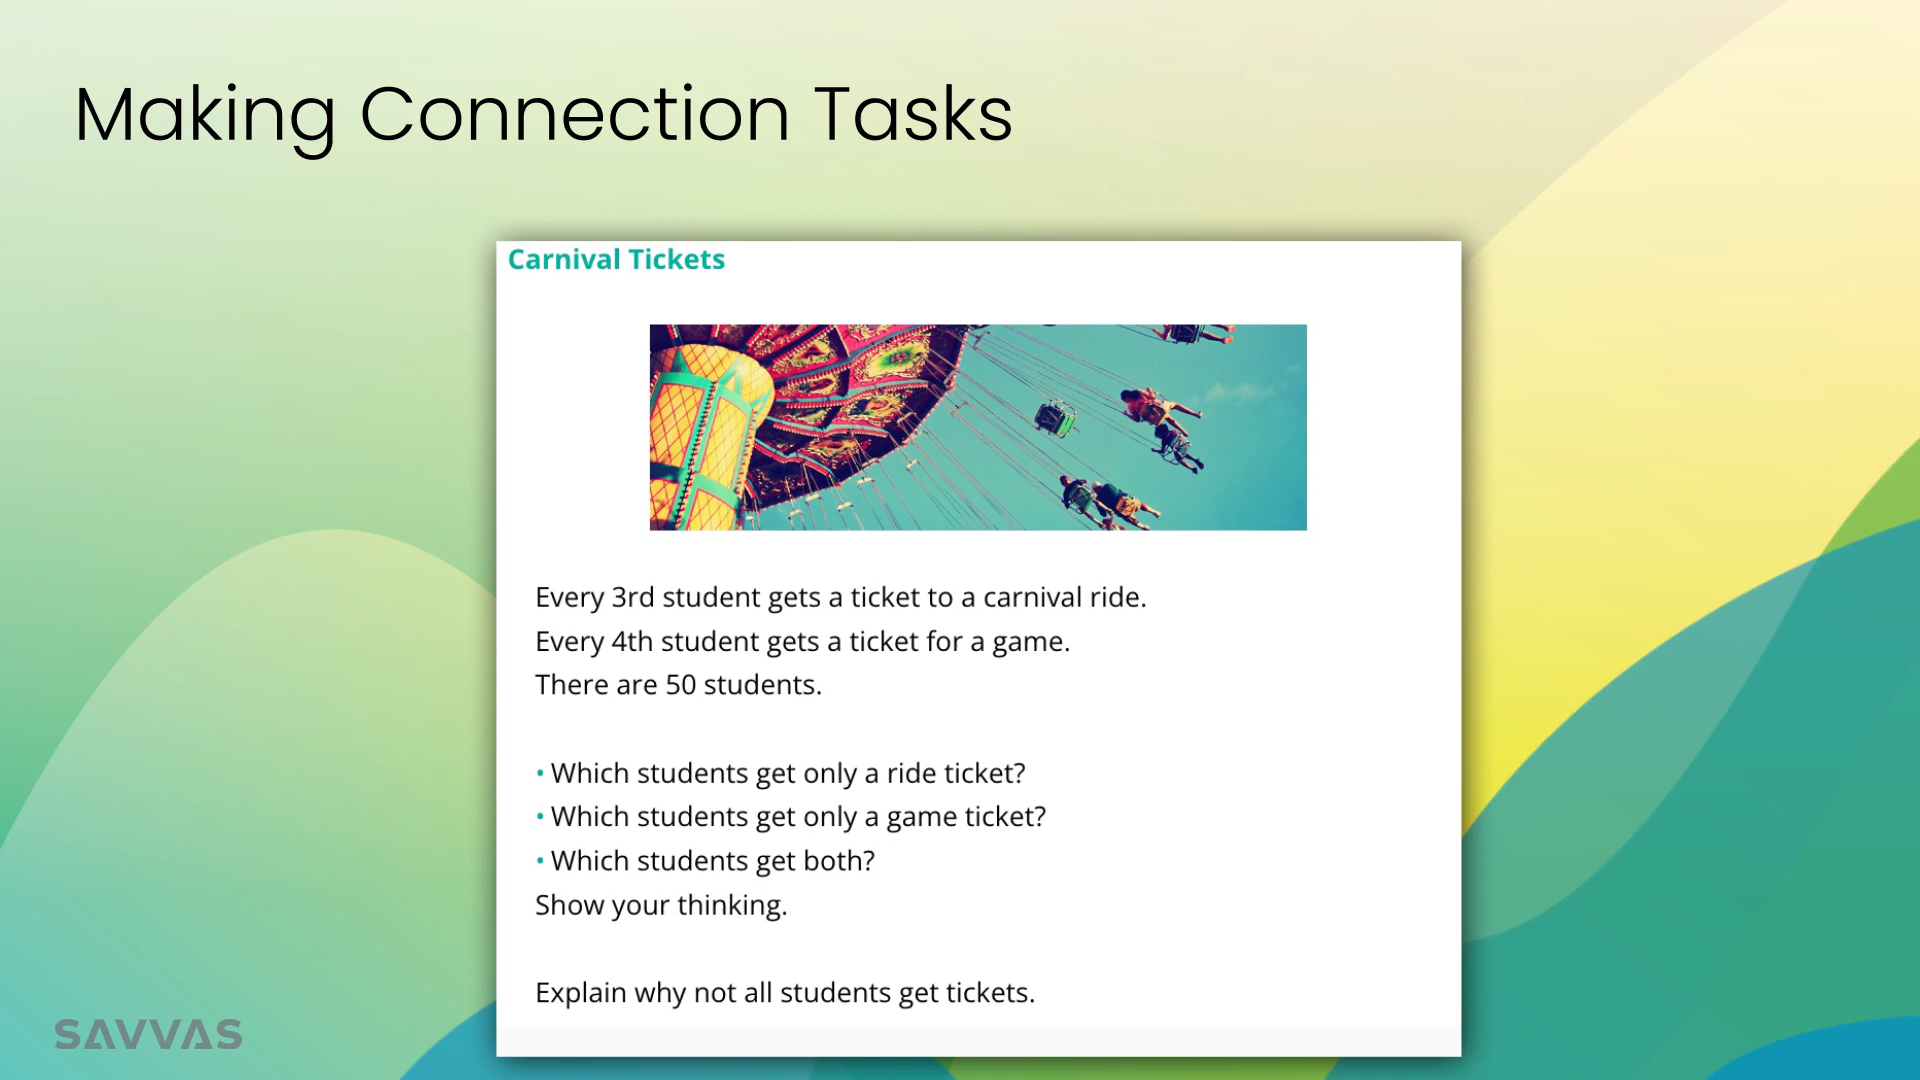 Making Connection Tasks
Carnival Tickets
Every 3rd student gets a ticket to a carnival ride.
Every 4th student gets a ticket for a game.
There are 50 students.
• Which students get only a ride ticket?
• Which students get only a game ticket?
• Which students get both?
Show your thinking.
Explain why not all students get tickets.
SAVVAS